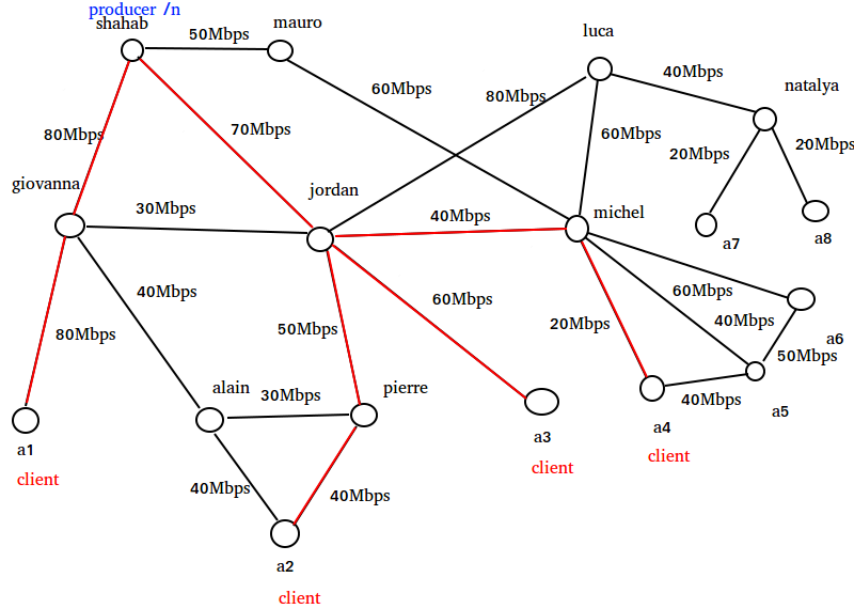 producer /n
shahab
50Mbps
mauro
luca
40Mbps
natalya
60Mbps
80Mbps
80Mbps
70Mbps
60Mbps
20Mbps
20Mbps
giovanna
30Mbps
jordan
40Mbps
michel
a7
a8
40Mbps
60Mbps
80Mbps
50Mbps
60Mbps
20Mbps
40Mbps
a6
50Mbps
alain
30Mbps
pierre
40Mbps
a5
a1
client
a3
client
a4
client
40Mbps
40Mbps
a2
client